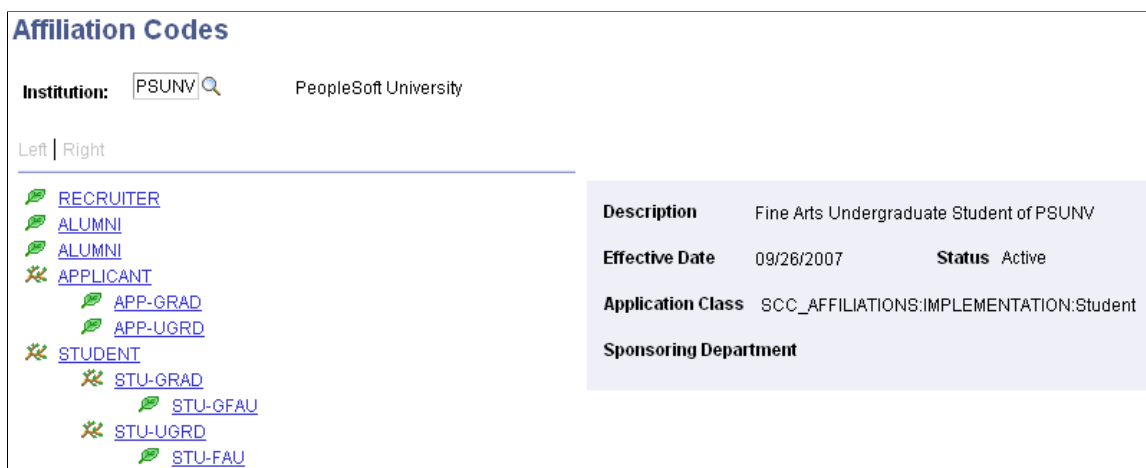 Affiliation Codes
Institution: PSUNV PeopleSoft University
Left | Right
RECRUITER
ALUMNI
ALUMNI
APPLICANT
APP-GRAD
APP-UGRD
STUDENT
STU-GRAD
STU-GFAU
STU-UGRD
STU-FAU
Description Fine Arts Undergraduate Student of PSUNV
Effective Date 09/26/2007 Status Active
Application Class SCC_AFFILIATIONS:IMPLEMENTATION:Student
Sponsoring Department